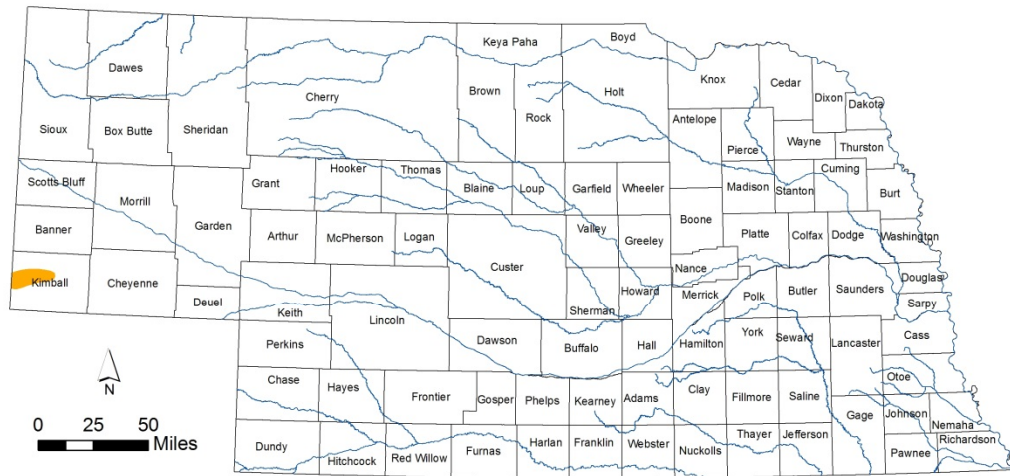 Keya Paha
Boyd
Dawes
Knox
Cedar
Cherry
Brown
Holt
Dixon
Dakota
Sioux
Box Butte
Sheridan
Rock
Antelope
Pierce
Wayne
Thurston
Scotts Bluff
Grant
Hooker
Thomas
Blaine
Loup
Garfield
Wheeler
Madison
Stanton
Cuming
Burt
Morrill
Garden
Banner
Arthur
McPherson
Logan
Custer
Valley
Greeley
Boone
Platte
Colfax
Dodge
Washington
Kimball
Cheyenne
Deuel
Keith
Lincoln
Sherman
Howard
Nance
Merrick
Polk
Butler
Saunders
Douglas
Sarpy
Perkins
Dawson
Buffalo
Hall
Hamilton
York
Seward
Lancaster
Cass
Chase
Hayes
Frontier
Gosper
Phelps
Kearney
Adams
Clay
Fillmore
Saline
Otoe
Gage
Johnson
Nemaha
Dundy
Hitchcock
Red Willow
Furnas
Harlan
Franklin
Webster
Nuckolls
Thayer
Jefferson
Pawnee
Richardson
N
0 25 50
Miles